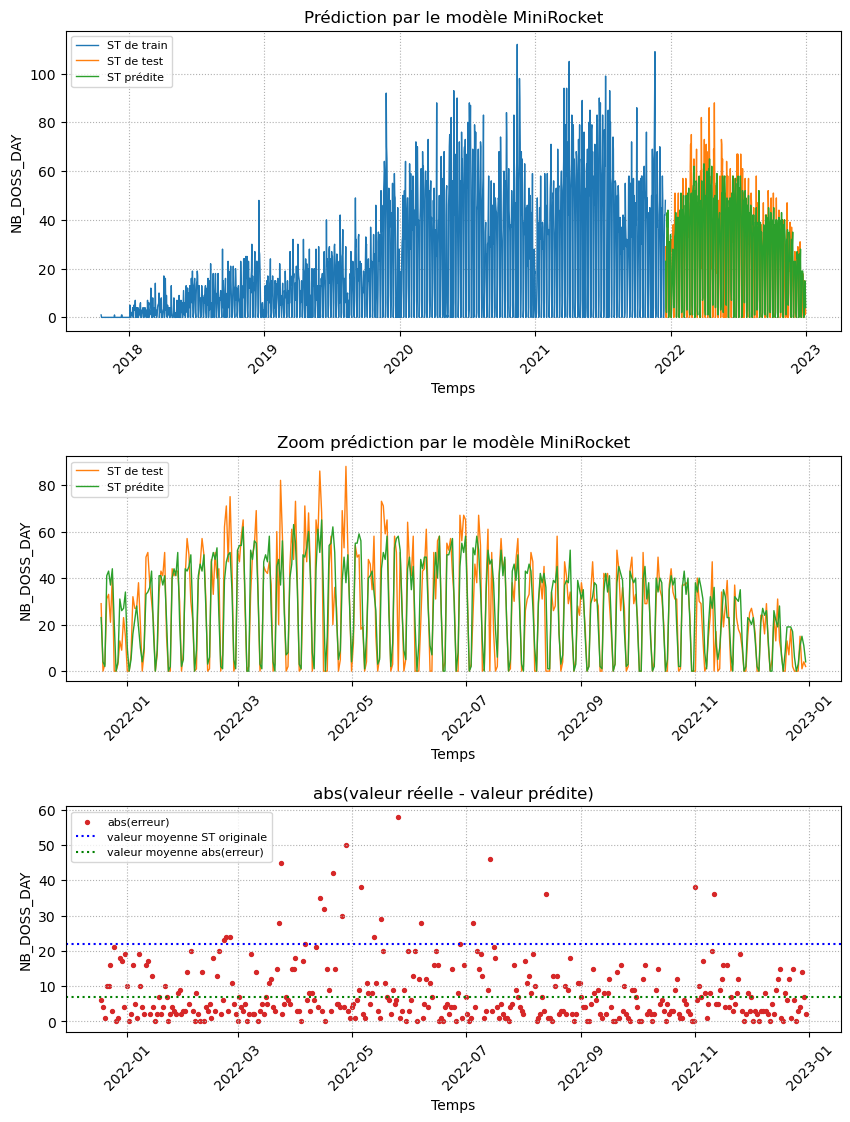 Prédiction par le modèle MiniRocket
ST de train
ST de test
ST prédite
NB_DOSS_DAY
100
80
60
40
20
0
2018
2019
2020
2021
2022
2023
Temps
Zoom prédiction par le modèle MiniRocket
ST de test
ST prédite
NB_DOSS_DAY
80
60
40
20
0
2022-01
2022-03
2022-05
2022-07
2022-09
2022-11
2023-01
Temps
abs(valeur réelle - valeur prédite)
abs(erreur)
valeur moyenne ST originale
valeur moyenne abs(erreur)
NB_DOSS_DAY
60
50
40
30
20
10
0
2022-01
2022-03
2022-05
2022-07
2022-09
2022-11
2023-01
Temps